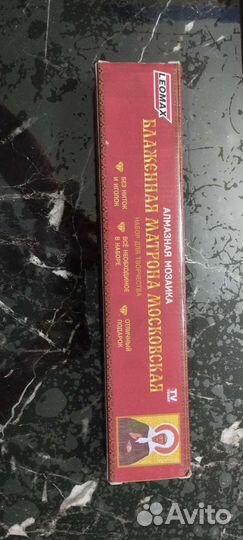 LEOMAX
АЛМАЗНАЯ МОЗАИКА
БЛАЖЕННАЯ МАТРОНА МОСКОВСКАЯ
НАБОР ДЛЯ ТВОРЧЕСТВА
БЕЗ НИТОК
И ИГОЛОК
ВСЁ НЕОБХОДИМОЕ
В НАБОРЕ
ОТЛИЧНЫЙ
ПОДАРОК
TV
Avito